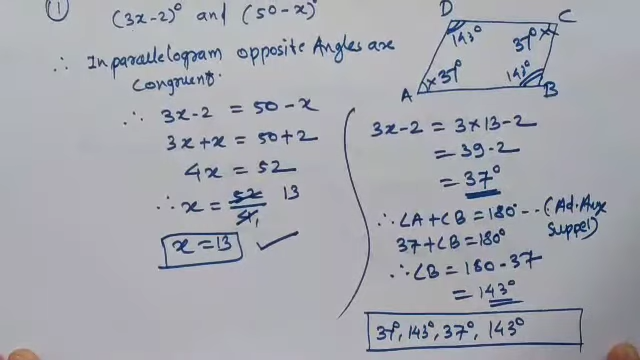 ① (3x-2)° and (50-x)°
∴ In parallelogram opposite Angles are
congruent.
∴ 3x-2 = 50-x
3x+x = 50+2
4x = 52
∴ x = 52/4 13
x = 13 ✓
D C
143° 37°
37° 143°
A B
3x-2 = 3×13-2
= 39-2
= 37°
∴ ∠A+∠B = 180° -- (Ad. Ang
suppl)
37+∠B = 180°
∴ ∠B = 180-37
= 143°
37°, 143°, 37°, 143°